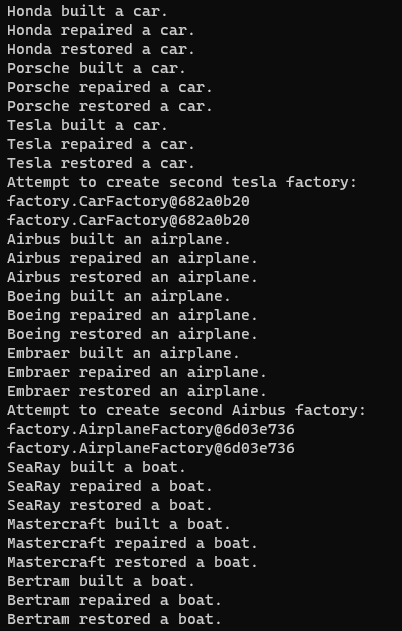 Honda built a car.
Honda repaired a car.
Honda restored a car.
Porsche built a car.
Porsche repaired a car.
Porsche restored a car.
Tesla built a car.
Tesla repaired a car.
Tesla restored a car.
Attempt to create second tesla factory:
factory.CarFactory@682a0b20
factory.CarFactory@682a0b20
Airbus built an airplane.
Airbus repaired an airplane.
Airbus restored an airplane.
Boeing built an airplane.
Boeing repaired an airplane.
Boeing restored an airplane.
Embraer built an airplane.
Embraer repaired an airplane.
Embraer restored an airplane.
Attempt to create second Airbus factory:
factory.AirplaneFactory@6d03e736
factory.AirplaneFactory@6d03e736
SeaRay built a boat.
SeaRay repaired a boat.
SeaRay restored a boat.
Mastercraft built a boat.
Mastercraft repaired a boat.
Mastercraft restored a boat.
Bertram built a boat.
Bertram repaired a boat.
Bertram restored a boat.